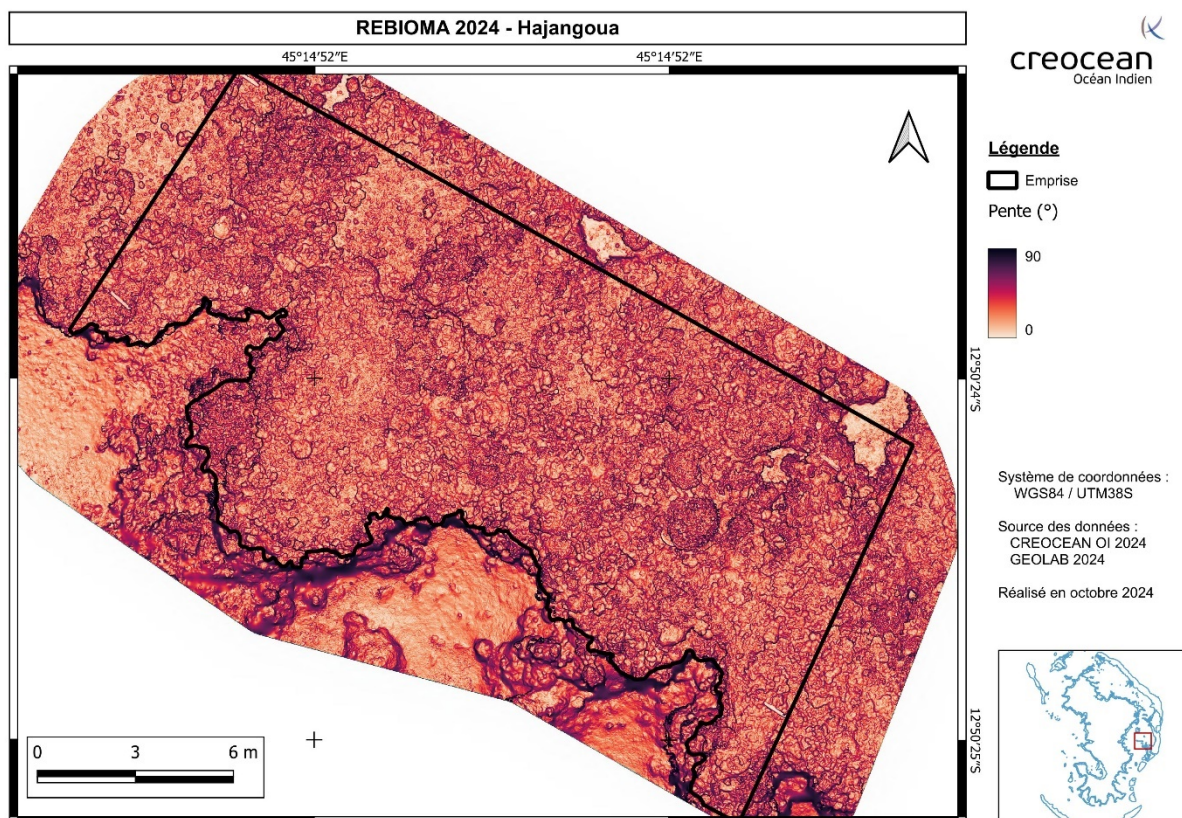 REBIOMA 2024 - Hajangoua
45°14'52"E
45°14'52"E
creocean
Océan Indien
Légende
Emprise
Pente (°)
90
0
12°50'24"S
12°50'25"S
Système de coordonnées :
WGS84 / UTM38S
Source des données :
CREOCEAN OI 2024
GEOLAB 2024
Réalisé en octobre 2024
0 3 6 m